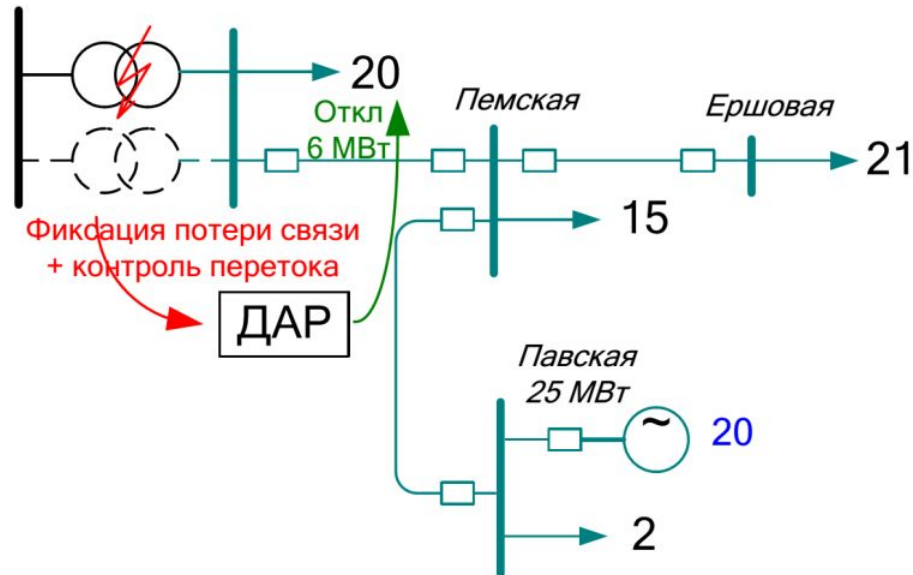 20
Откл
6 МВт
Пемская
Ершовая
21
15
Фиксация потери связи
+ контроль перетока
ДАР
Павская
25 МВт
~
20
2